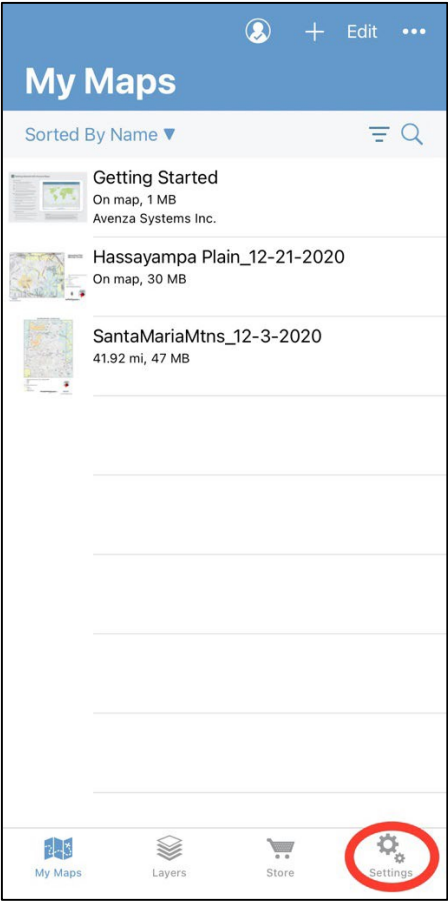 Edit
My Maps
Sorted By Name ▼
Getting Started
On map, 1 MB
Avenza Systems Inc.
Hassayampa Plain_12-21-2020
On map, 30 MB
SantaMariaMtns_12-3-2020
41.92 mi, 47 MB
My Maps Layers Store Settings